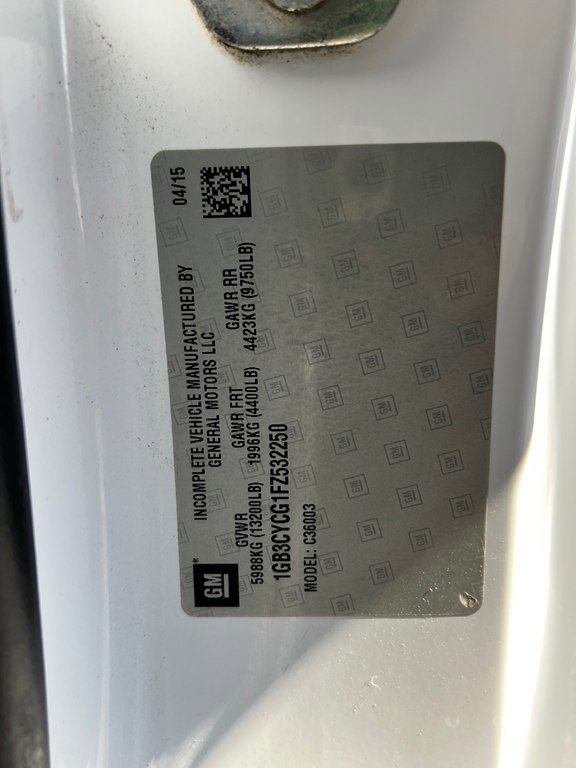 INCOMPLETE VEHICLE MANUFACTURED BY 04/15
GENERAL MOTORS LLC
GM®
GVWR GAWR FRT GAWR RR
5988KG (13200LB) 1996KG (4400LB) 4423KG (9750LB)
1GB3CYCG1FZ532250
MODEL: C36003